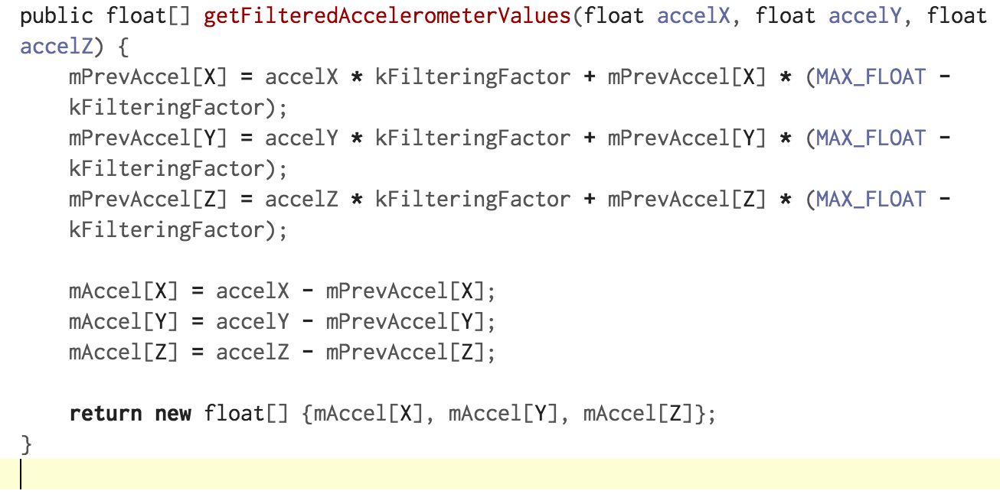 public float[] getFilteredAccelerometerValues(float accelX, float accelY, float
accelZ) {
    mPrevAccel[X] = accelX * kFilteringFactor + mPrevAccel[X] * (MAX_FLOAT -
    kFilteringFactor);
    mPrevAccel[Y] = accelY * kFilteringFactor + mPrevAccel[Y] * (MAX_FLOAT -
    kFilteringFactor);
    mPrevAccel[Z] = accelZ * kFilteringFactor + mPrevAccel[Z] * (MAX_FLOAT -
    kFilteringFactor);

    mAccel[X] = accelX - mPrevAccel[X];
    mAccel[Y] = accelY - mPrevAccel[Y];
    mAccel[Z] = accelZ - mPrevAccel[Z];

    return new float[] {mAccel[X], mAccel[Y], mAccel[Z]};
}